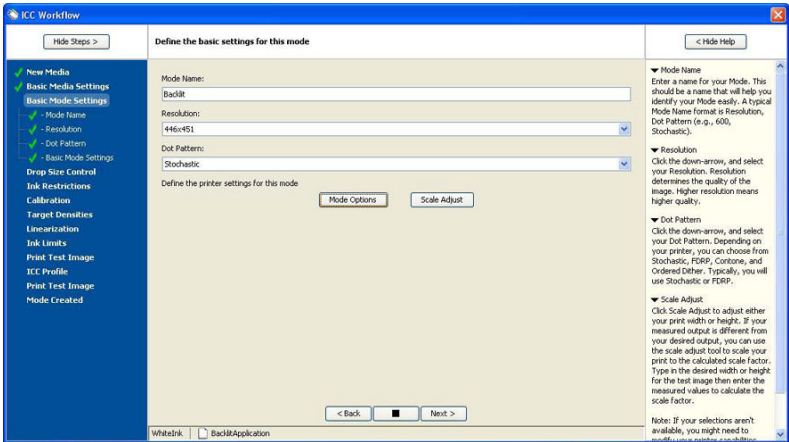 ICC Workflow
Hide Steps >
Define the basic settings for this mode
< Hide Help
New Media
Basic Media Settings
Basic Mode Settings
- Mode Name
- Resolution
- Dot Pattern
- Basic Mode Settings
Drop Size Control
Ink Restrictions
Calibration
Target Densities
Linearization
Ink Limits
Print Test Image
ICC Profile
Print Test Image
Mode Created
Mode Name:
Backlit
Resolution:
446x451
Dot Pattern:
Stochastic
Define the printer settings for this mode
Mode Options
Scale Adjust
< Back
Next >
WhiteInk
BacklitApplication
Mode Name
Enter a name for your Mode. This
should be a name that will help you
identify your Mode easily. A typical
Mode Name format is Resolution,
Dot Pattern (e.g., 600,
Stochastic).
Resolution
Click the down-arrow, and select
your Resolution. Resolution
determines the quality of the
image. Higher resolution means
higher quality.
Dot Pattern
Click the down-arrow, and select
your Dot Pattern. Depending on
your printer, you can choose from
Stochastic, FDRP, Contone, and
Ordered Dither. Typically, you will
use Stochastic or FDRP.
Scale Adjust
Click Scale Adjust to adjust either
your print width or height. If your
measured output is different from
your desired output, you can use
the scale adjust tool to scale your
print to the calculated scale factor.
Type in the desired width or height
for the test image then enter the
measured values to calculate the
scale factor.
Note: If your selections aren't
available, you might need to
modify your printer capabilities